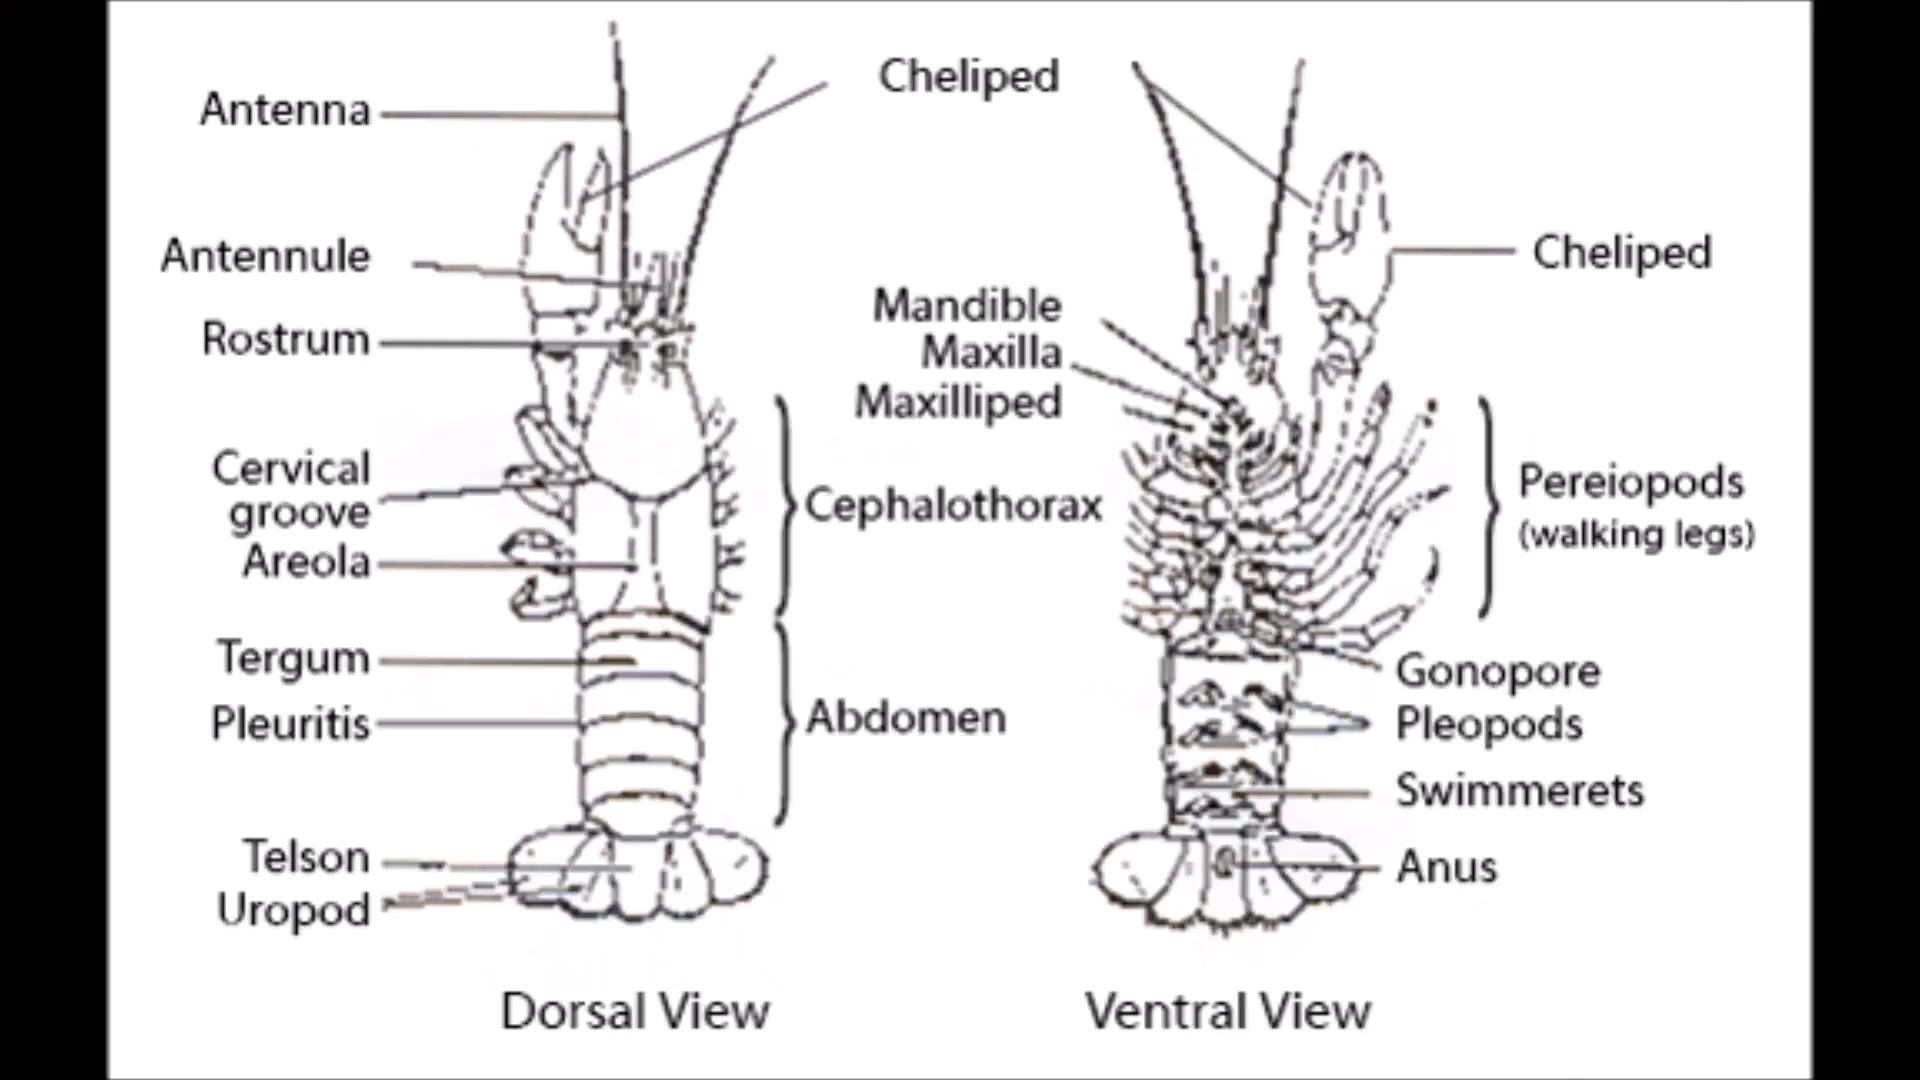 Antenna
Antennule
Rostrum
Cervical
groove
Areola
Tergum
Pleuritis
Telson
Uropod
Cheliped
Cephalothorax
Abdomen
Mandible
Maxilla
Maxilliped
Cheliped
Pereiopods
(walking legs)
Gonopore
Pleopods
Swimmerets
Anus
Dorsal View
Ventral View